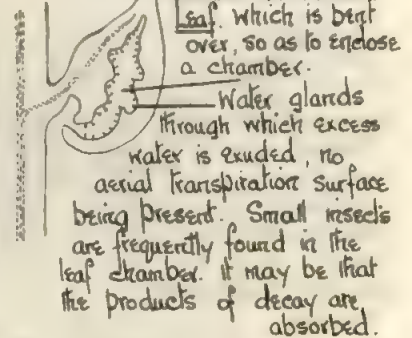 Leaf. which is bent
over, so as to enclose
a chamber.
Water glands
through which excess
water is exuded, no
aerial transpiration surface
being present. Small insects
are frequently found in the
leaf chamber. it may be that
the products of decay are
absorbed.